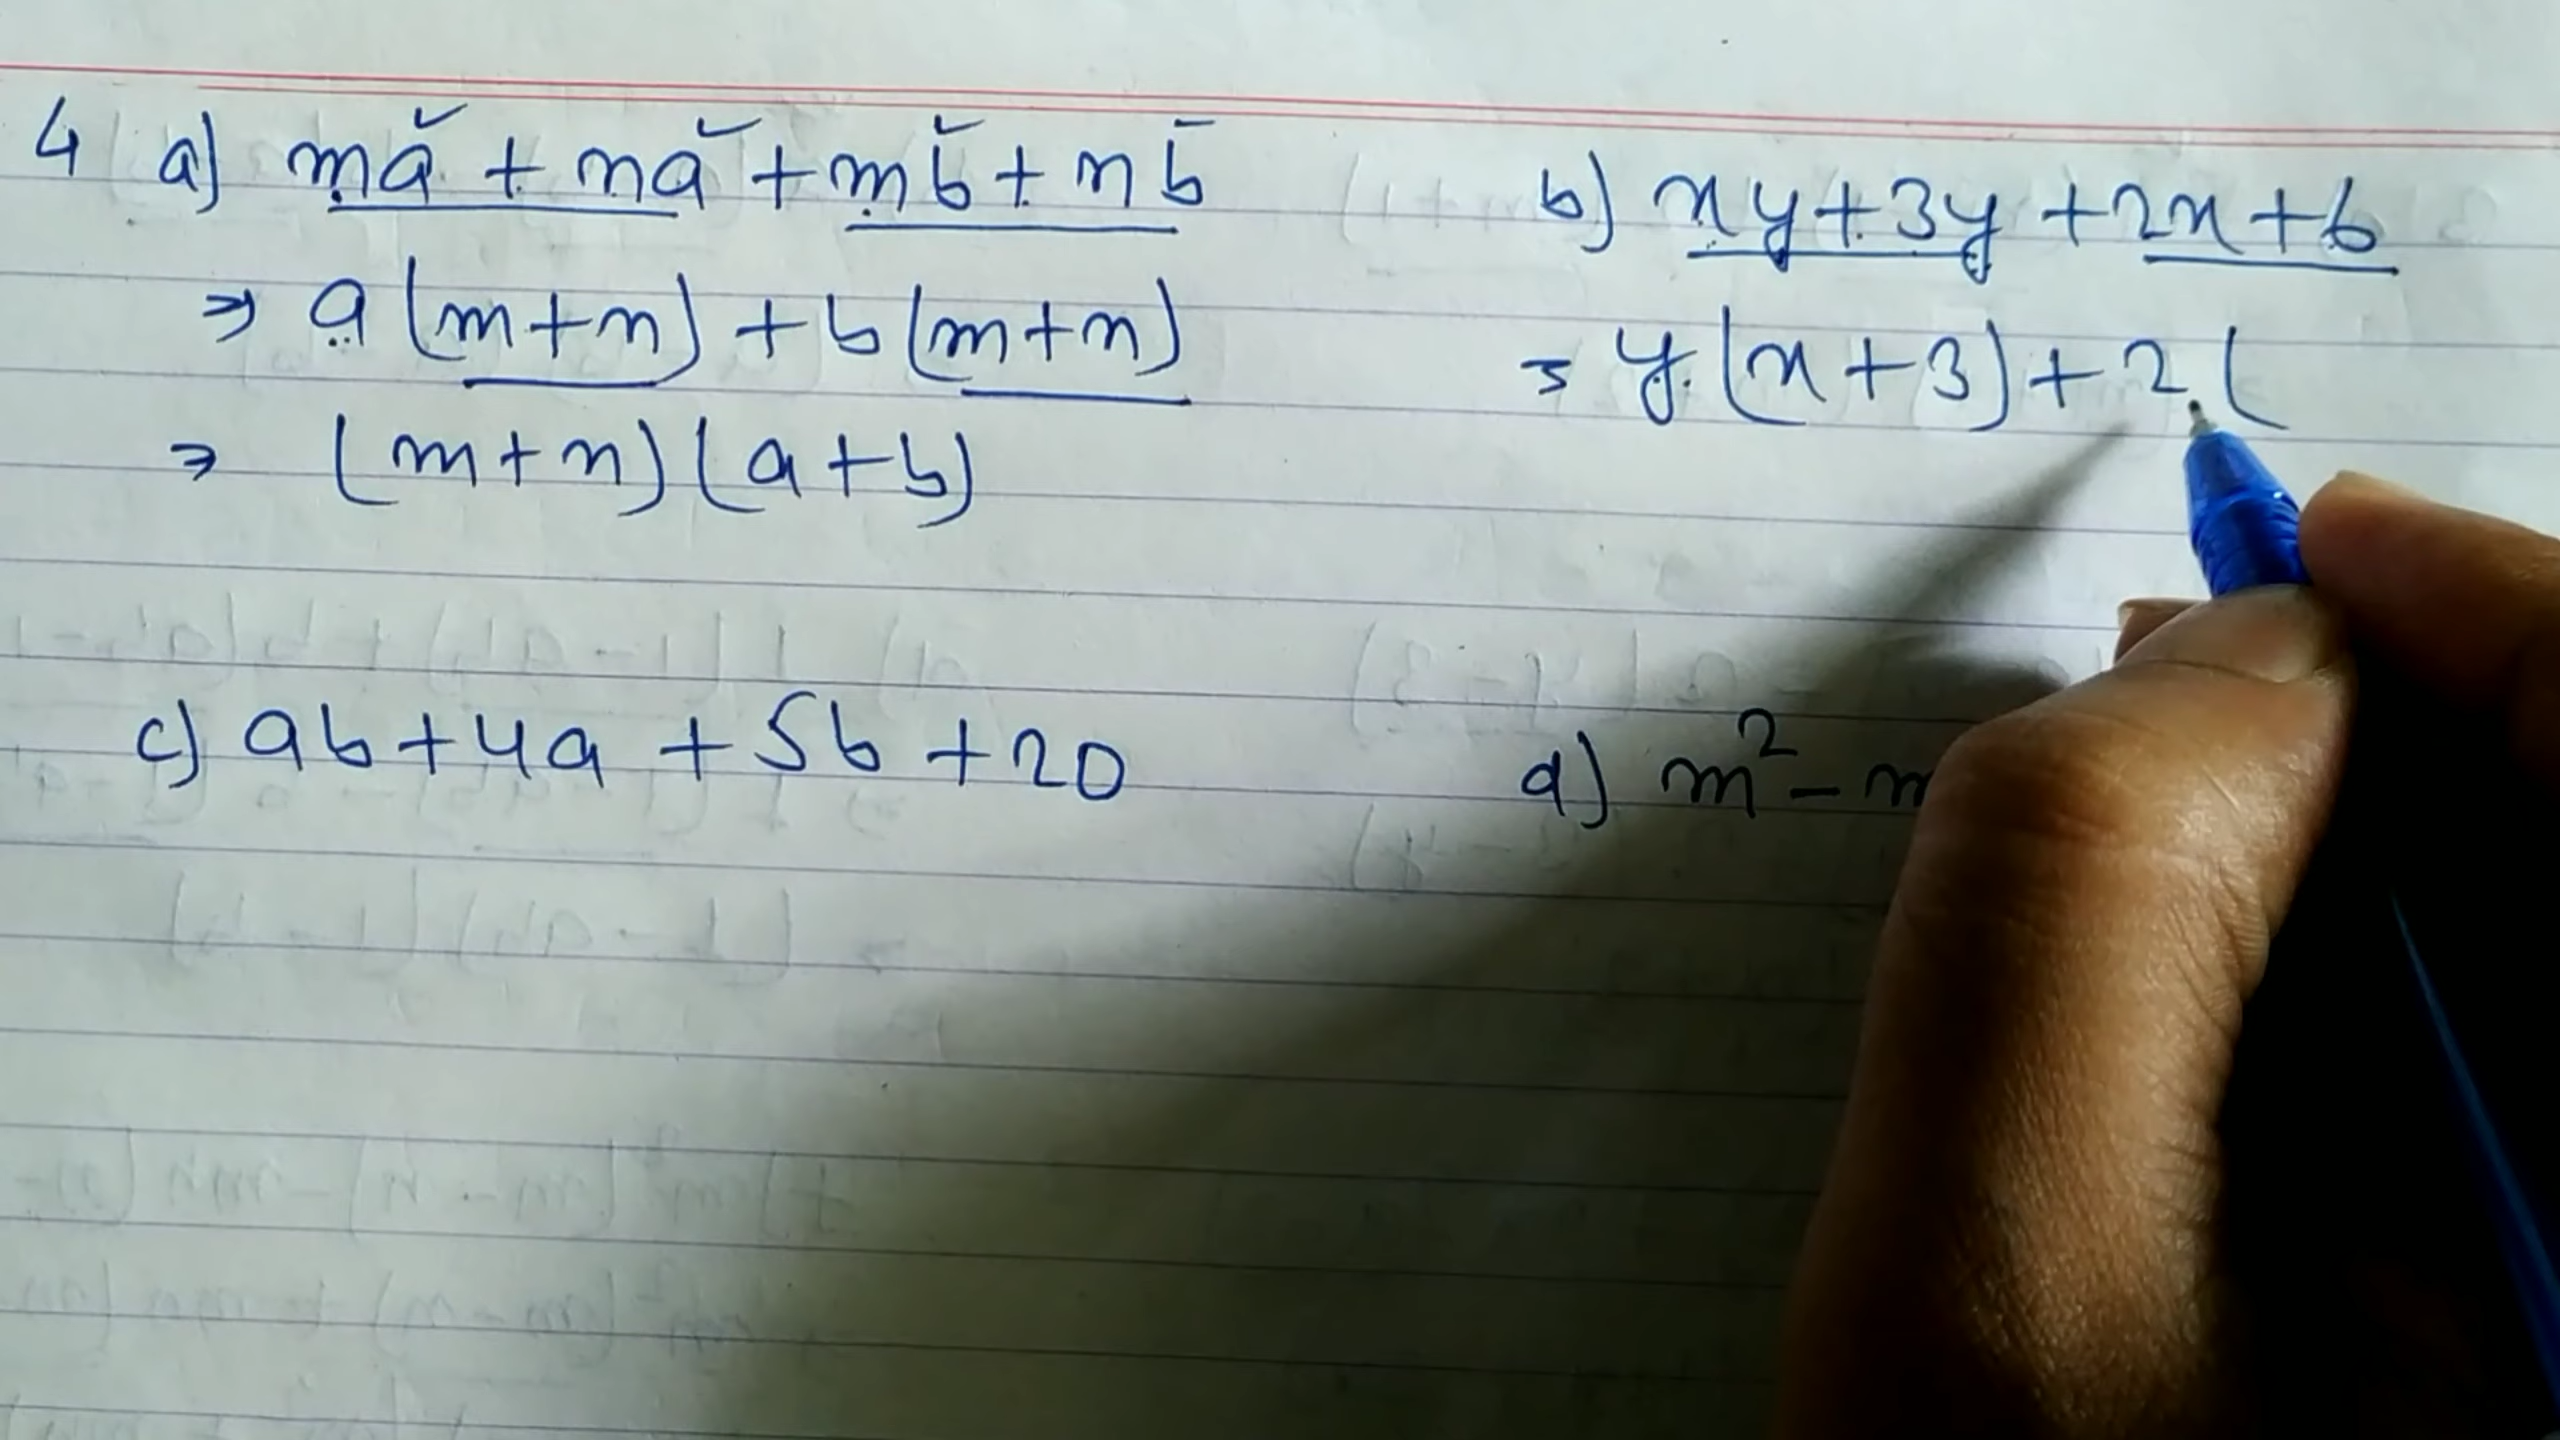 4 a) ma + na + mb + nb
⇒ a (m+n) + b (m+n)
⇒ (m+n) (a+b)
b) xy+3y +2x+6
= y (x+3) + 2 (
c) ab+4a +5b +20
d) m² - m